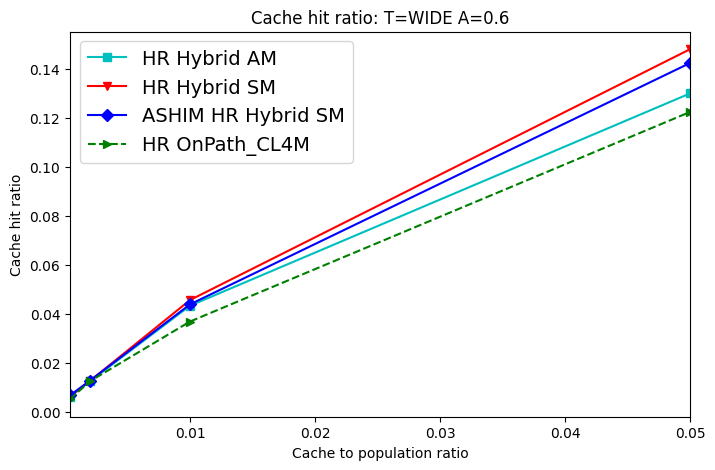 Cache hit ratio: T=WIDE A=0.6
HR Hybrid AM
HR Hybrid SM
ASHIM HR Hybrid SM
HR OnPath_CL4M
Cache hit ratio
0.14
0.12
0.10
0.08
0.06
0.04
0.02
0.00
0.01 0.02 0.03 0.04 0.05
Cache to population ratio